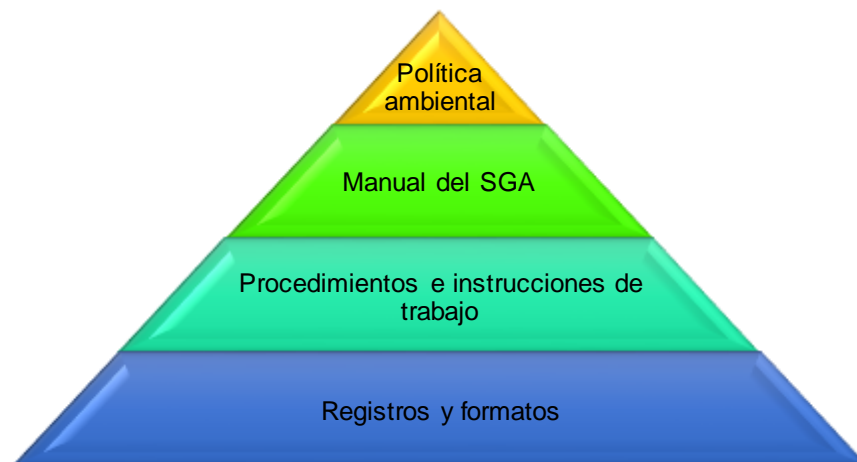 Política
ambiental
Manual del SGA
Procedimientos e instrucciones de
trabajo
Registros y formatos